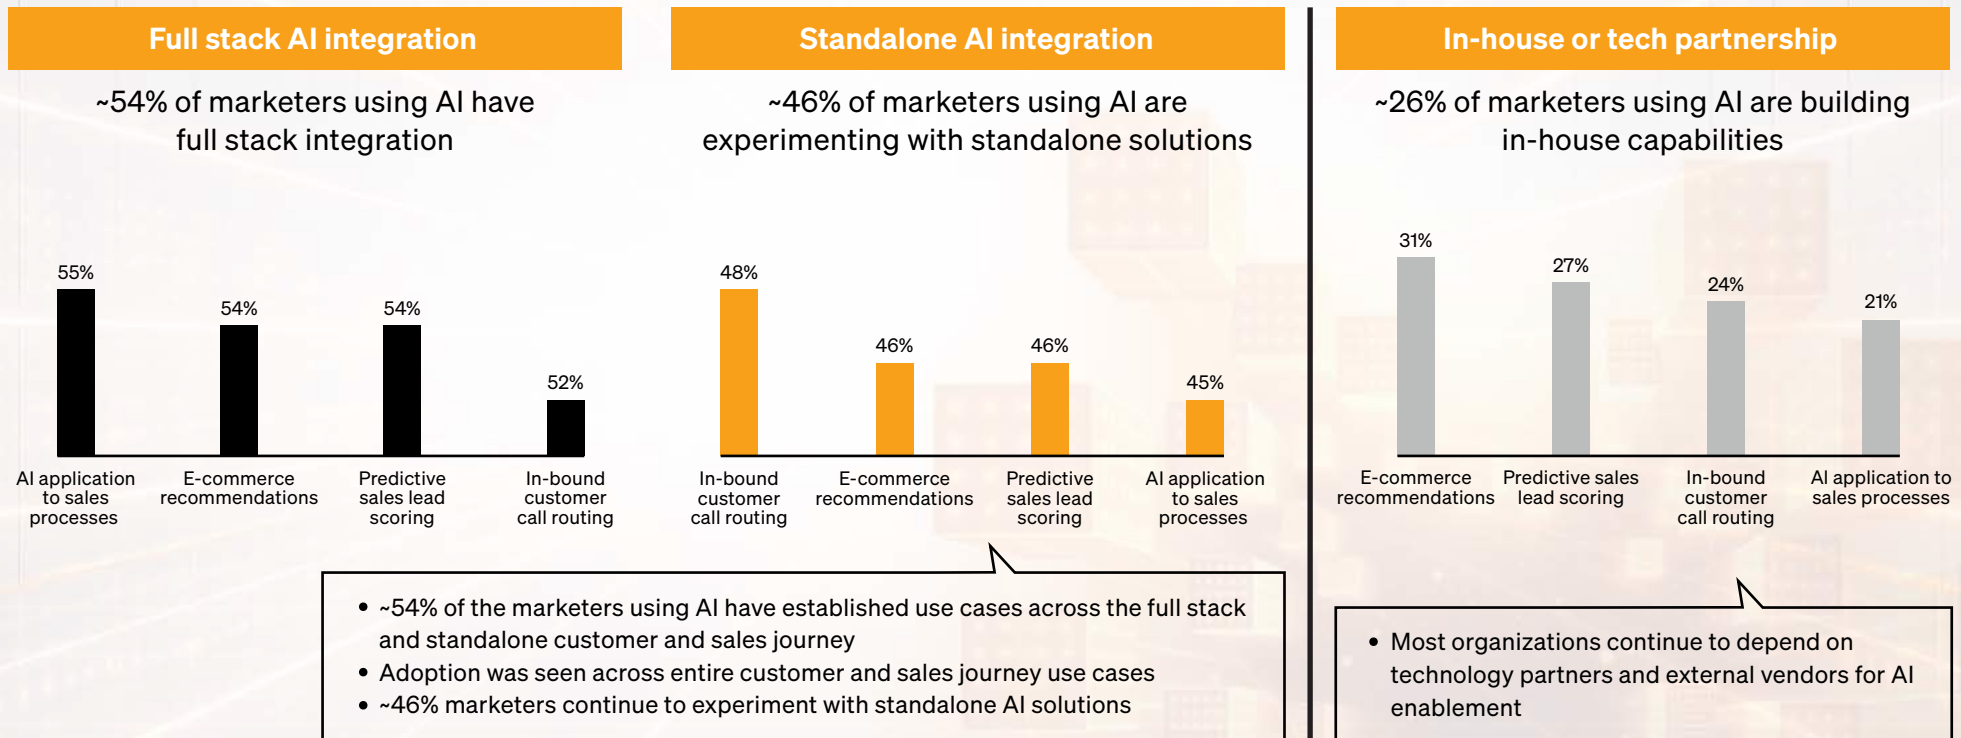 Full stack AI integration
~54% of marketers using AI have
full stack integration
55%
54%
54%
52%
AI application
to sales
processes
E-commerce
recommendations
Predictive
sales lead
scoring
In-bound
customer
call routing
Standalone AI integration
~46% of marketers using AI are
experimenting with standalone solutions
48%
46%
46%
45%
In-bound
customer
call routing
E-commerce
recommendations
Predictive
sales lead
scoring
AI application
to sales
processes
• ~54% of the marketers using AI have established use cases across the full stack
and standalone customer and sales journey
• Adoption was seen across entire customer and sales journey use cases
• ~46% marketers continue to experiment with standalone AI solutions
In-house or tech partnership
~26% of marketers using AI are building
in-house capabilities
31%
27%
24%
21%
E-commerce
recommendations
Predictive sales
lead scoring
In-bound
customer
call routing
AI application to
sales processes
• Most organizations continue to depend on
technology partners and external vendors for AI
enablement